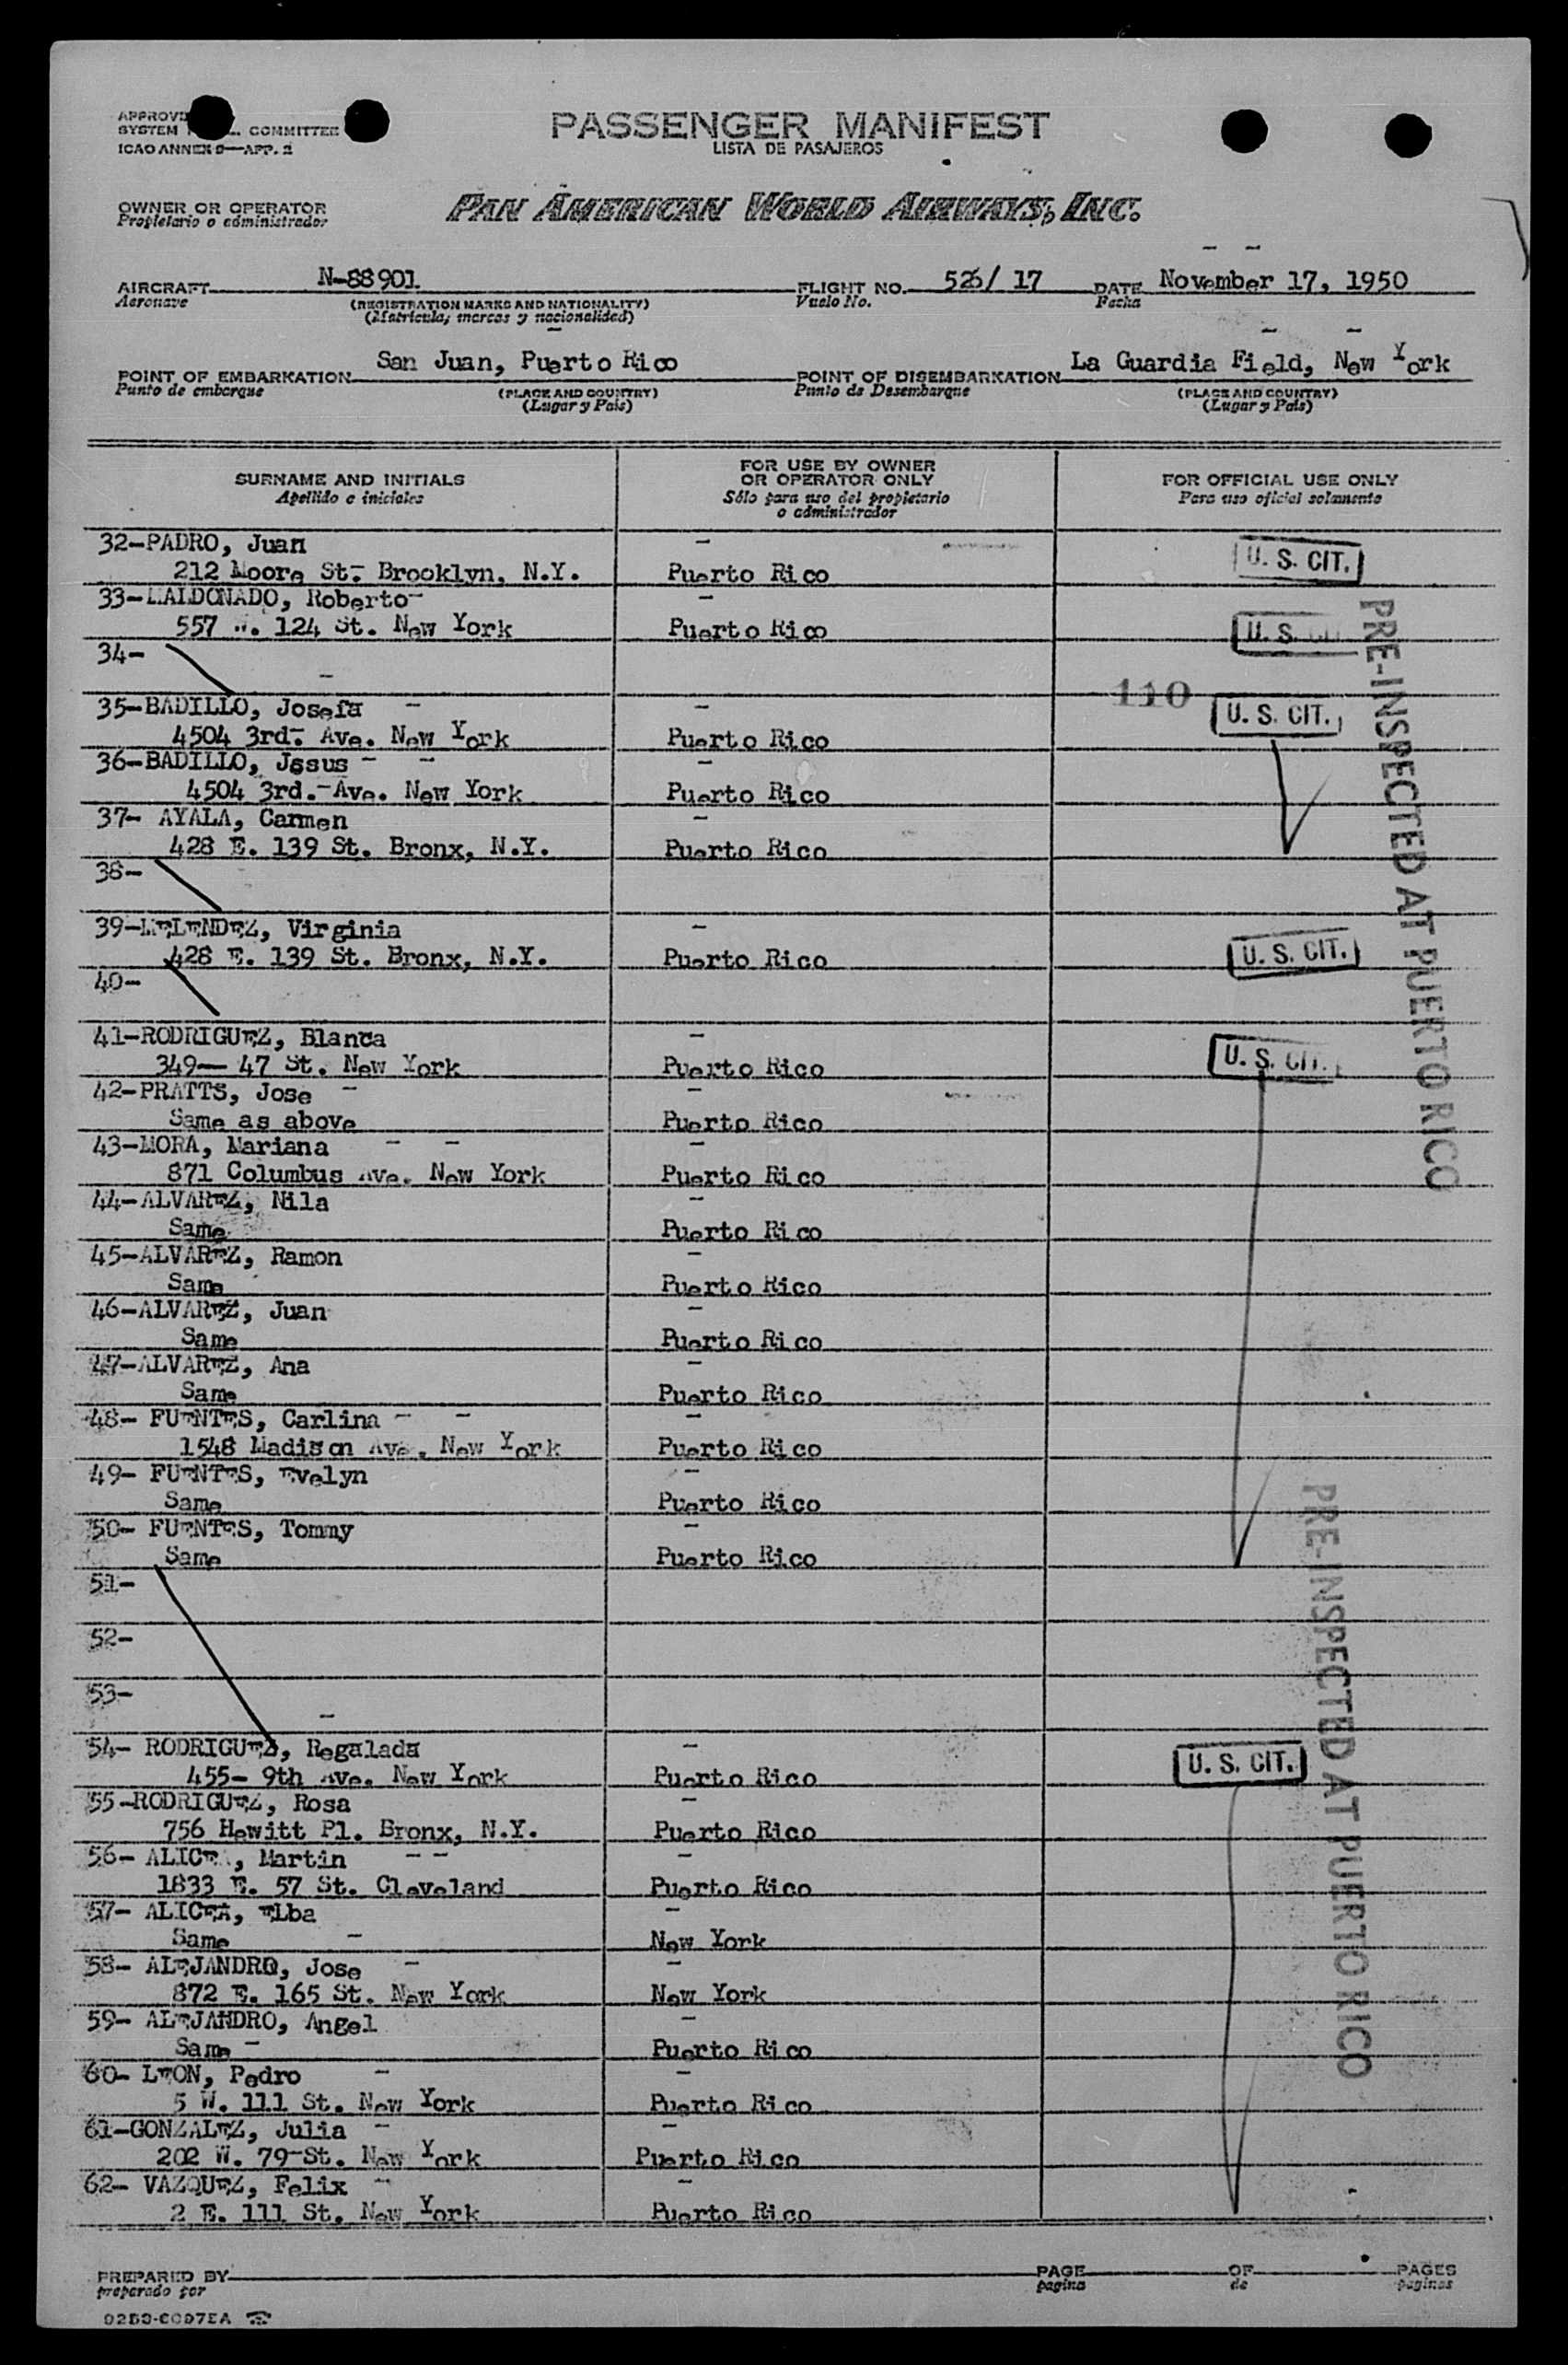 SYSTEM COMMITTEE
ICAO ANNEX 9—APP. 2
PASSENGER MANIFEST
LISTA DE PASAJEROS
OWNER OR OPERATOR
Propietario o administrador
PAN AMERICAN WORLD AIRWAYS, INC.
AIRCRAFT N-88901
Aeronave
(REGISTRATION MARKS AND NATIONALITY)
(Matricula, marcas y nacionalidad)
FLIGHT NO. 526/ 17
Vuelo No.
DATE November 17, 1950
Fecha
POINT OF EMBARKATION San Juan, Puerto Rico
Punto de embarque
(PLACE AND COUNTRY)
(Lugar y País)
POINT OF DISEMBARKATION La Guardia Field, New York
Punto de Desembarque
(PLACE AND COUNTRY)
(Lugar y País)
SURNAME AND INITIALS
Apellido e iniciales
FOR USE BY OWNER
OR OPERATOR ONLY
Sólo para uso del propietario
o administrador
FOR OFFICIAL USE ONLY
Para uso oficial solamente
32-PADRO, Juan
212 Moore St. Brooklyn, N.Y. Puerto Rico U. S. CIT.
33-MALDONADO, Roberto
557 W. 124 St. New York Puerto Rico U. S. CIT.
34-
35-BADILLO, Josefa 110
4504 3rd. Ave. New York Puerto Rico U. S. CIT.
36-BADILLO, Jesus
4504 3rd. Ave. New York Puerto Rico
37- AYALA, Carmen
428 E. 139 St. Bronx, N.Y. Puerto Rico
38-
39-MELENDEZ, Virginia
428 E. 139 St. Bronx, N.Y. Puerto Rico U. S. CIT.
40-
41-RODRIGUEZ, Blanca
349— 47 St. New York Puerto Rico U. S. CIT.
42-PRATTS, Jose
Same as above Puerto Rico
43-MORA, Mariana
871 Columbus Ave. New York Puerto Rico
44-ALVAREZ, Nila
Same Puerto Rico
45-ALVAREZ, Ramon
Same Puerto Rico
46-ALVAREZ, Juan
Same Puerto Rico
47-ALVAREZ, Ana
Same Puerto Rico
48- FUENTES, Carlina
1548 Madison Ave. New York Puerto Rico
49- FUENTES, Evelyn
Same Puerto Rico
50- FUENTES, Tommy
Same Puerto Rico
51-
52-
53-
54- RODRIGUEZ, Regalada
455- 9th Ave. New York Puerto Rico U. S. CIT.
55-RODRIGUEZ, Rosa
756 Hewitt Pl. Bronx, N.Y. Puerto Rico
56- ALICEA, Martin
1833 E. 57 St. Cleveland Puerto Rico
57- ALICEA, Elba
Same New York
58- ALEJANDRO, Jose
872 E. 165 St. New York New York
59- ALEJANDRO, Angel
Same Puerto Rico
60- LEON, Pedro
5 W. 111 St. New York Puerto Rico
61-GONZALEZ, Julia
202 W. 79 St. New York Puerto Rico
62- VAZQUEZ, Felix
2 E. 111 St. New York Puerto Rico
PRE-INSPECTED AT PUERTO RICO
PRE-INSPECTED AT PUERTO RICO
PREPARED BY
preparado por
PAGE OF PAGES
pagina de paginas